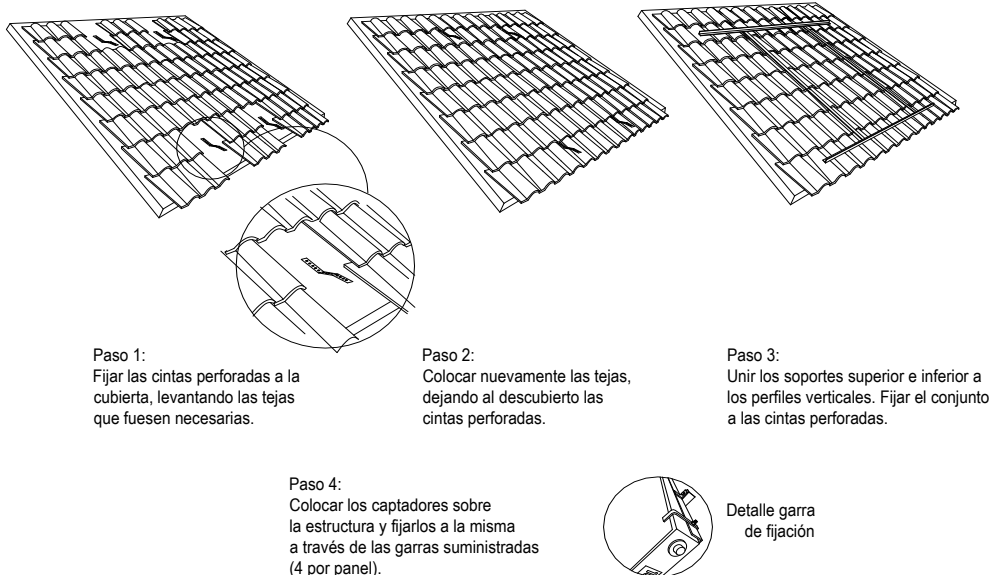 Paso 1:
Fijar las cintas perforadas a la
cubierta, levantando las tejas
que fuesen necesarias.
Paso 2:
Colocar nuevamente las tejas,
dejando al descubierto las
cintas perforadas.
Paso 3:
Unir los soportes superior e inferior a
los perfiles verticales. Fijar el conjunto
a las cintas perforadas.
Paso 4:
Colocar los captadores sobre
la estructura y fijarlos a la misma
a través de las garras suministradas
(4 por panel).
Detalle garra
de fijación